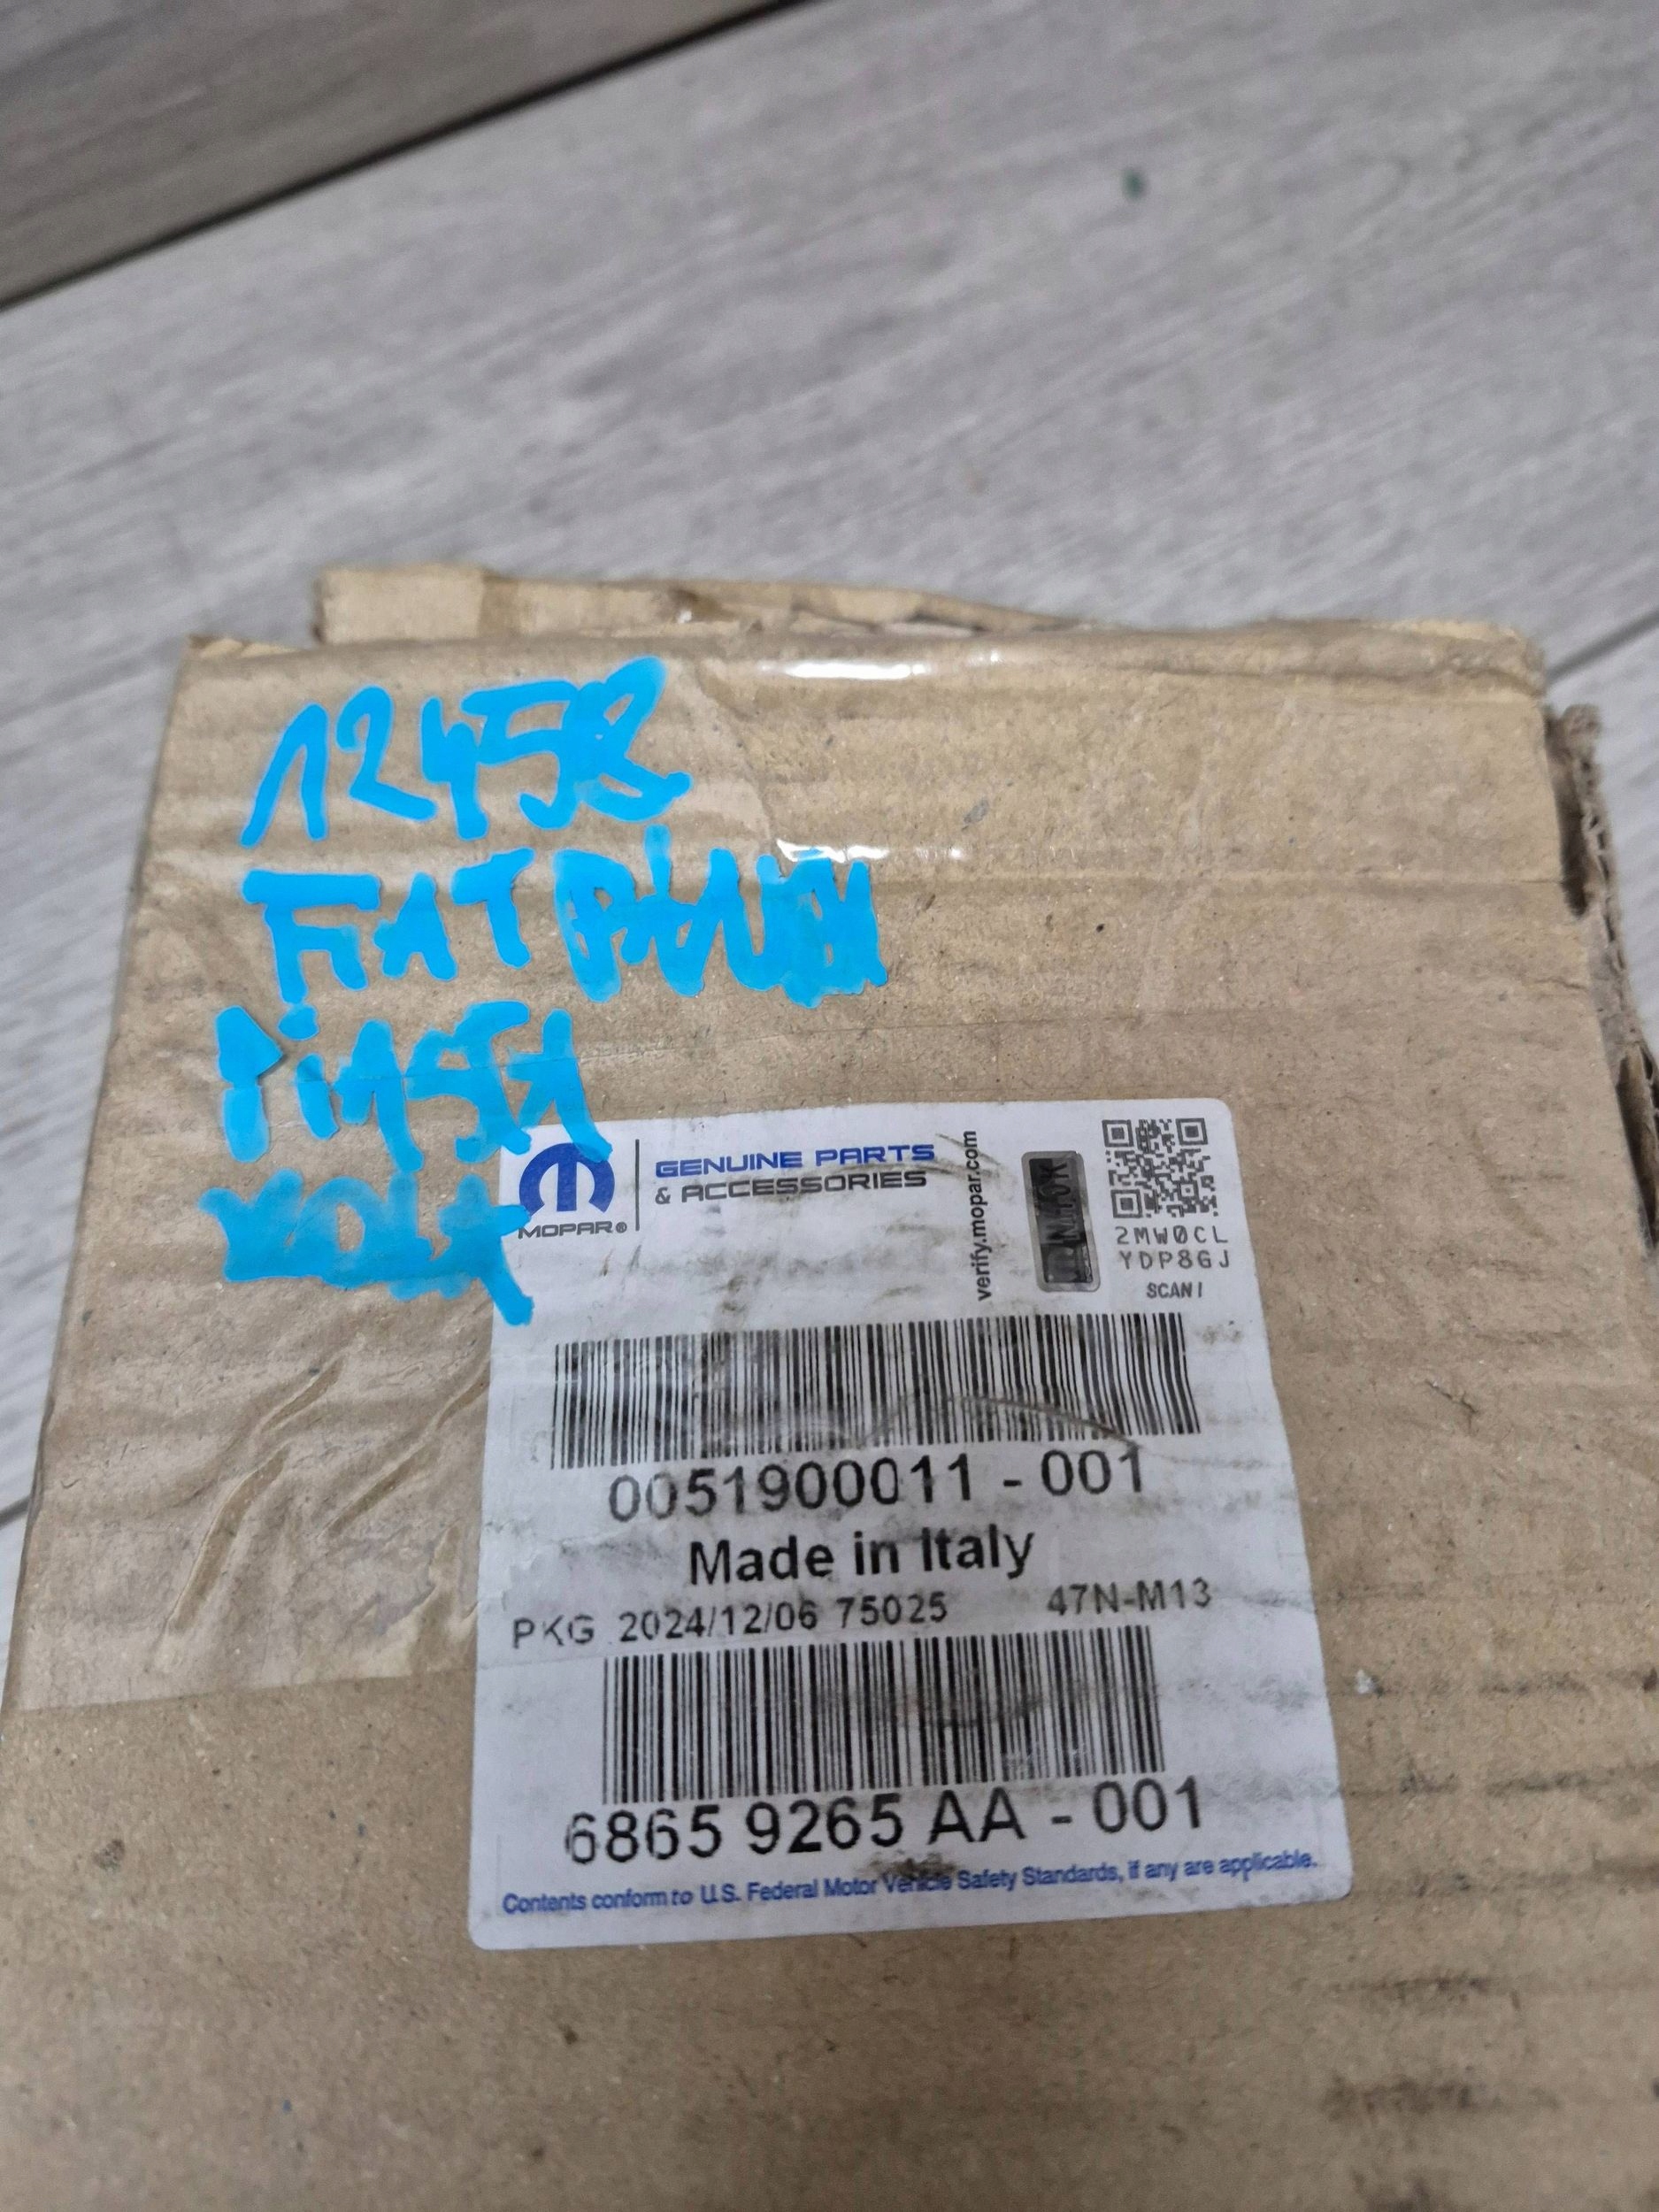 12458
FIAT
PiASTA
KOŁA
MOPAR®
GENUINE PARTS
& ACCESSORIES
verify.mopar.com
2MW0CL
YDP8GJ
SCAN!
0051900011 - 001
Made in Italy
PKG 2024/12/06 75025 47N-M13
6865 9265 AA - 001
Contents conform to U.S. Federal Motor Vehicle Safety Standards, if any are applicable.